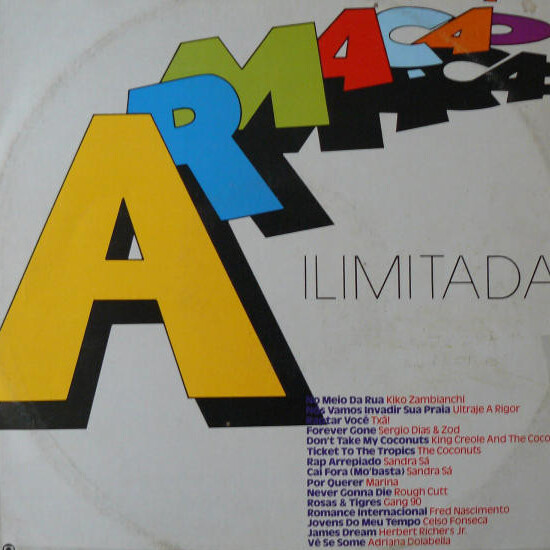 ARMAÇÃO
ILIMITADA
Meio Da Rua Kiko Zambianchi
Vamos Invadir Sua Praia Ultraje A Rigor
Você Txã!
Forever Gone Sergio Dias & Zod
Don't Take My Coconuts King Creole And The Coco
Ticket To The Tropics The Coconuts
Rap Arrepiado Sandra Sá
Cai Fora (Mo'basta) Sandra Sá
Por Querer Marina
Never Gonna Die Rough Cutt
Rosas & Tigres Gang 90
Romance Internacional Fred Nascimento
Jovens Do Meu Tempo Celso Fonseca
James Dream Herbert Richers Jr.
Vê Se Some Adriana Dolabella